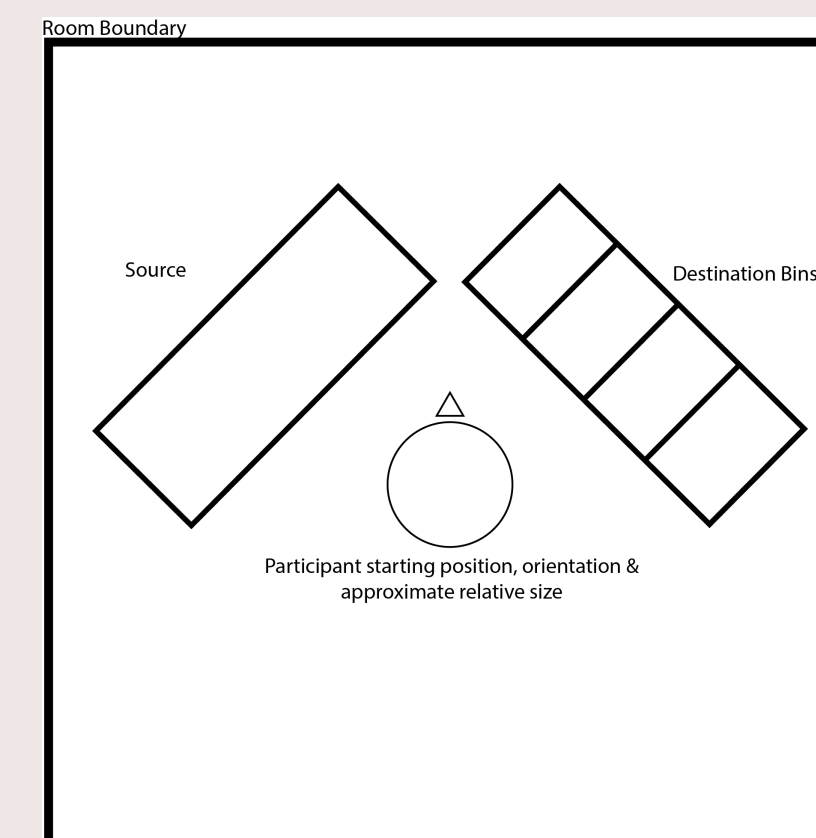 Room Boundary
Source
Destination Bins
Participant starting position, orientation &
approximate relative size